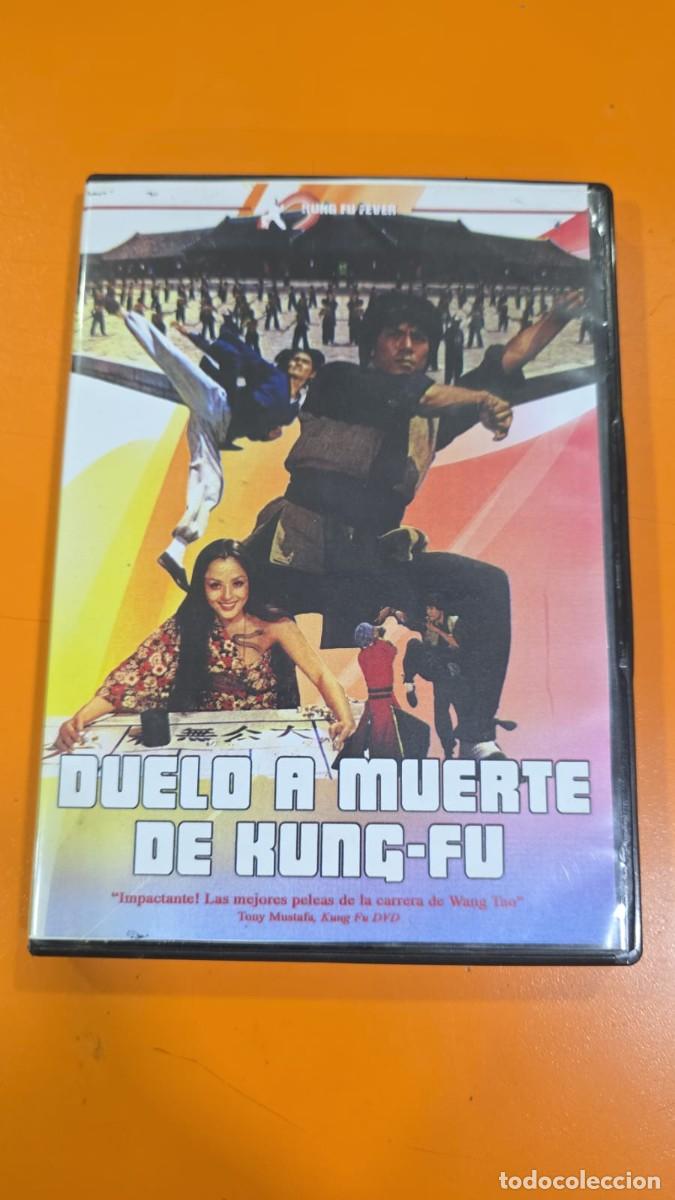 KUNG FU FEVER
無公大
DUELO A MUERTE
DE KUNG-FU
"Impactante! Las mejores peleas de la carrera de Wang Tao"
Tony Mustafa, Kung Fu DVD
todocoleccion